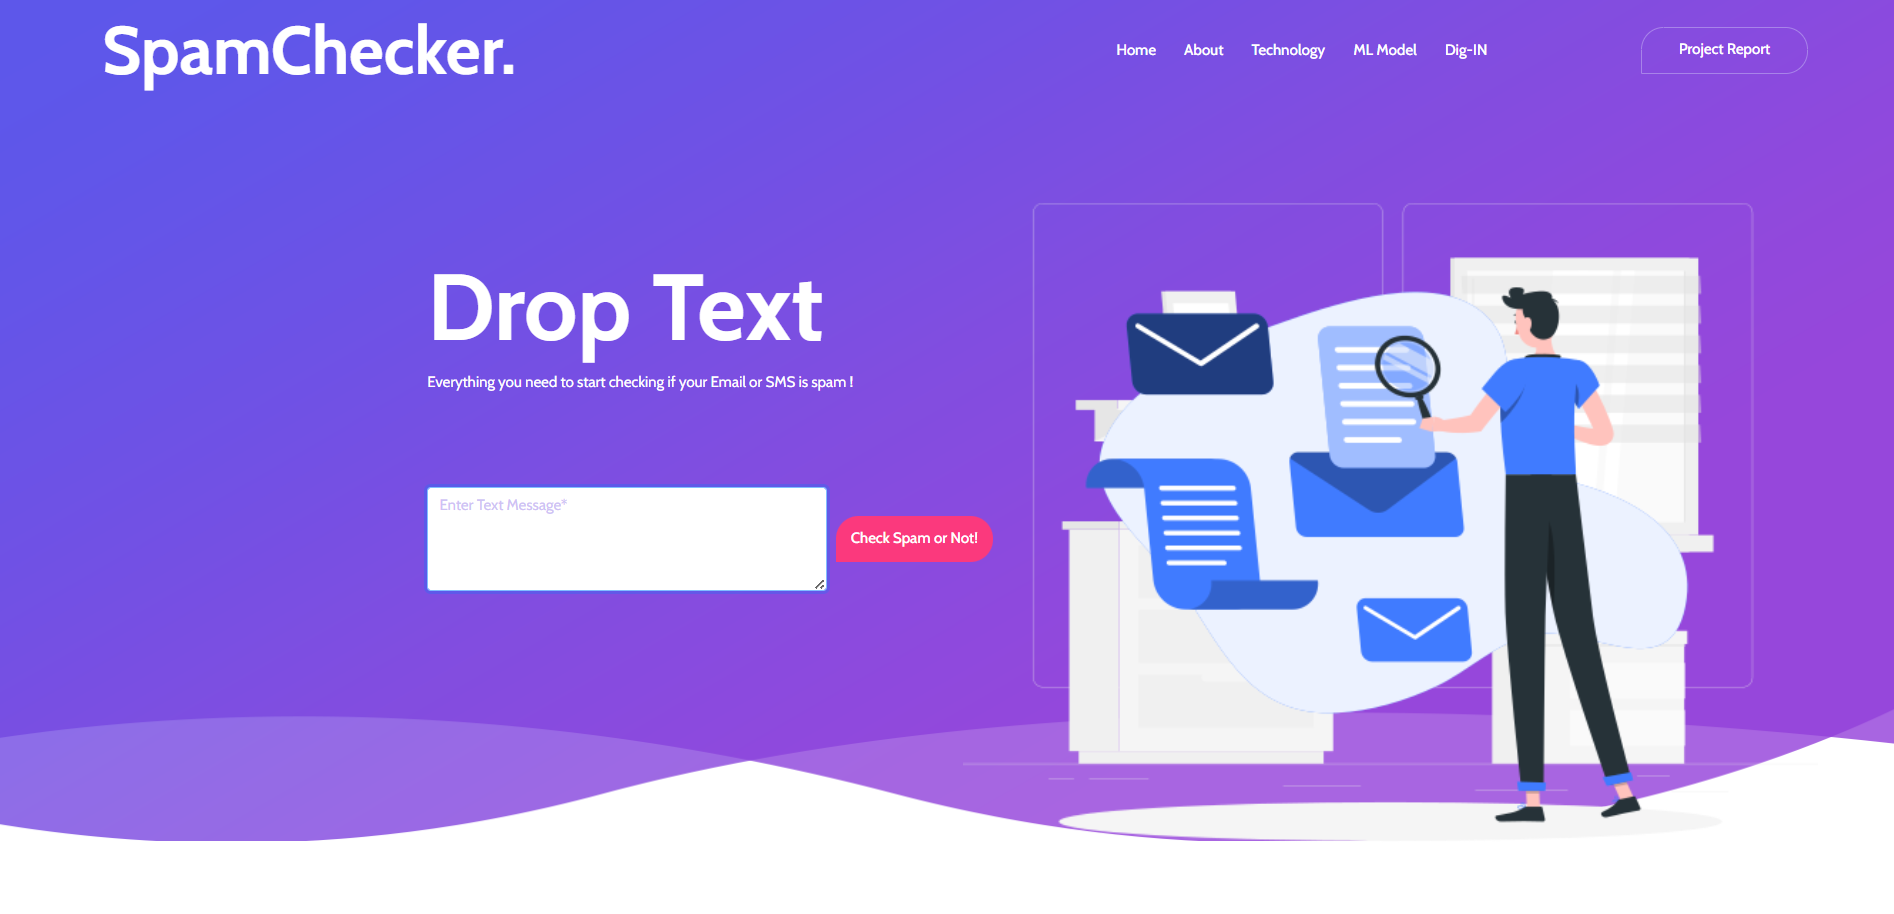 SpamChecker.
Home About Technology ML Model Dig-IN
Project Report
Drop Text
Everything you need to start checking if your Email or SMS is spam !
Enter Text Message*
Check Spam or Not!